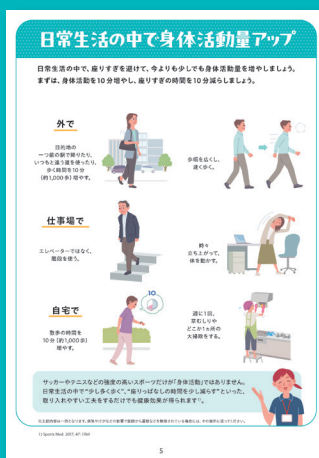 日常生活の中で身体活動量アップ
日常生活の中で、座りすぎを避けて、今よりも少しでも身体活動量を増やしましょう。
まずは、身体活動を10分増やし、座りすぎの時間を10分減らしましょう。
外で
目的地の
一つ前の駅で降りたり、
いつもと違う道を使ったり、
歩く時間を10分
(約1,000歩)増やす。
歩幅を広くし、
速く歩く。
仕事場で
エレベーターではなく、
階段を使う。
時々
立ち上がって、
体を動かす。
自宅で
散歩の時間を
10分(約1,000歩)
増やす。
10
週に1回、
草むしりや
どこか1ヵ所の
大掃除をする。
サッカーやテニスなどの強度の高いスポーツだけが「身体活動」ではありません。
日常生活の中で“少し多く歩く”、“座りっぱなしの時間を少し減らす”といった、
取り入れやすい工夫をするだけでも健康効果が得られます¹⁾。
1) Sports Med. 2017; 47:
5